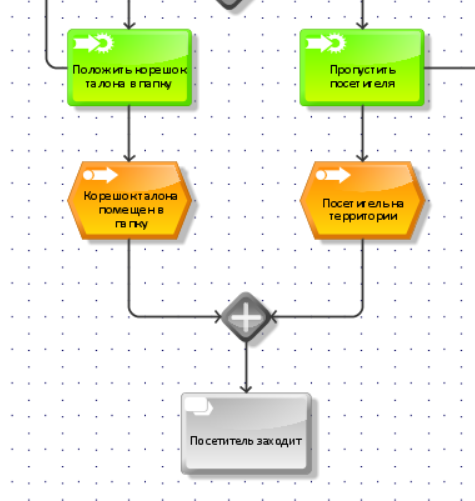 Положить корешок
талона в папку
Пропустить
посетителя
Корешок талона
помещен в
папку
Посетитель на
территории
Посетитель заходит